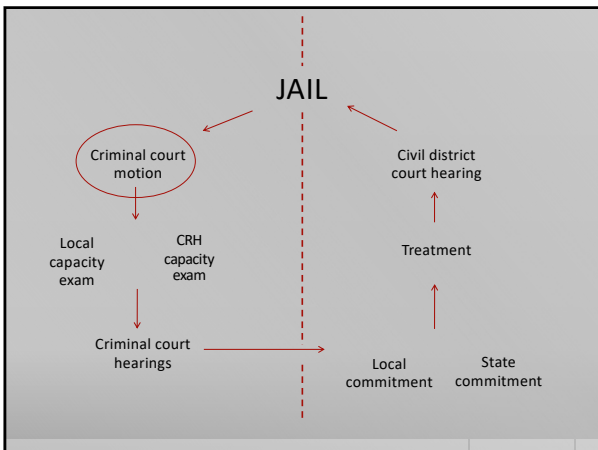 JAIL
Criminal court
motion
Civil district
court hearing
Local
capacity
exam
CRH
capacity
exam
Treatment
Criminal court
hearings
Local
commitment
State
commitment